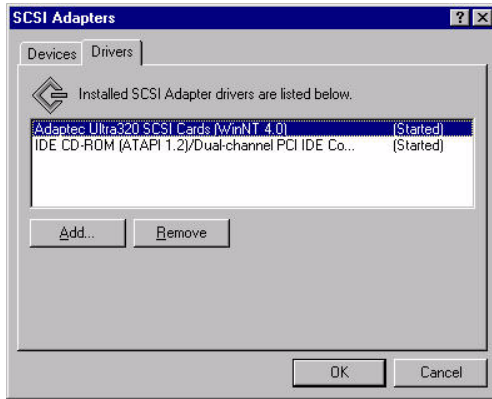 SCSI Adapters
Devices Drivers
Installed SCSI Adapter drivers are listed below.
Adaptec Ultra320 SCSI Cards (WinNT 4.0) (Started)
IDE CD-ROM (ATAPI 1.2)/Dual-channel PCI IDE Co... (Started)
Add... Remove
OK Cancel